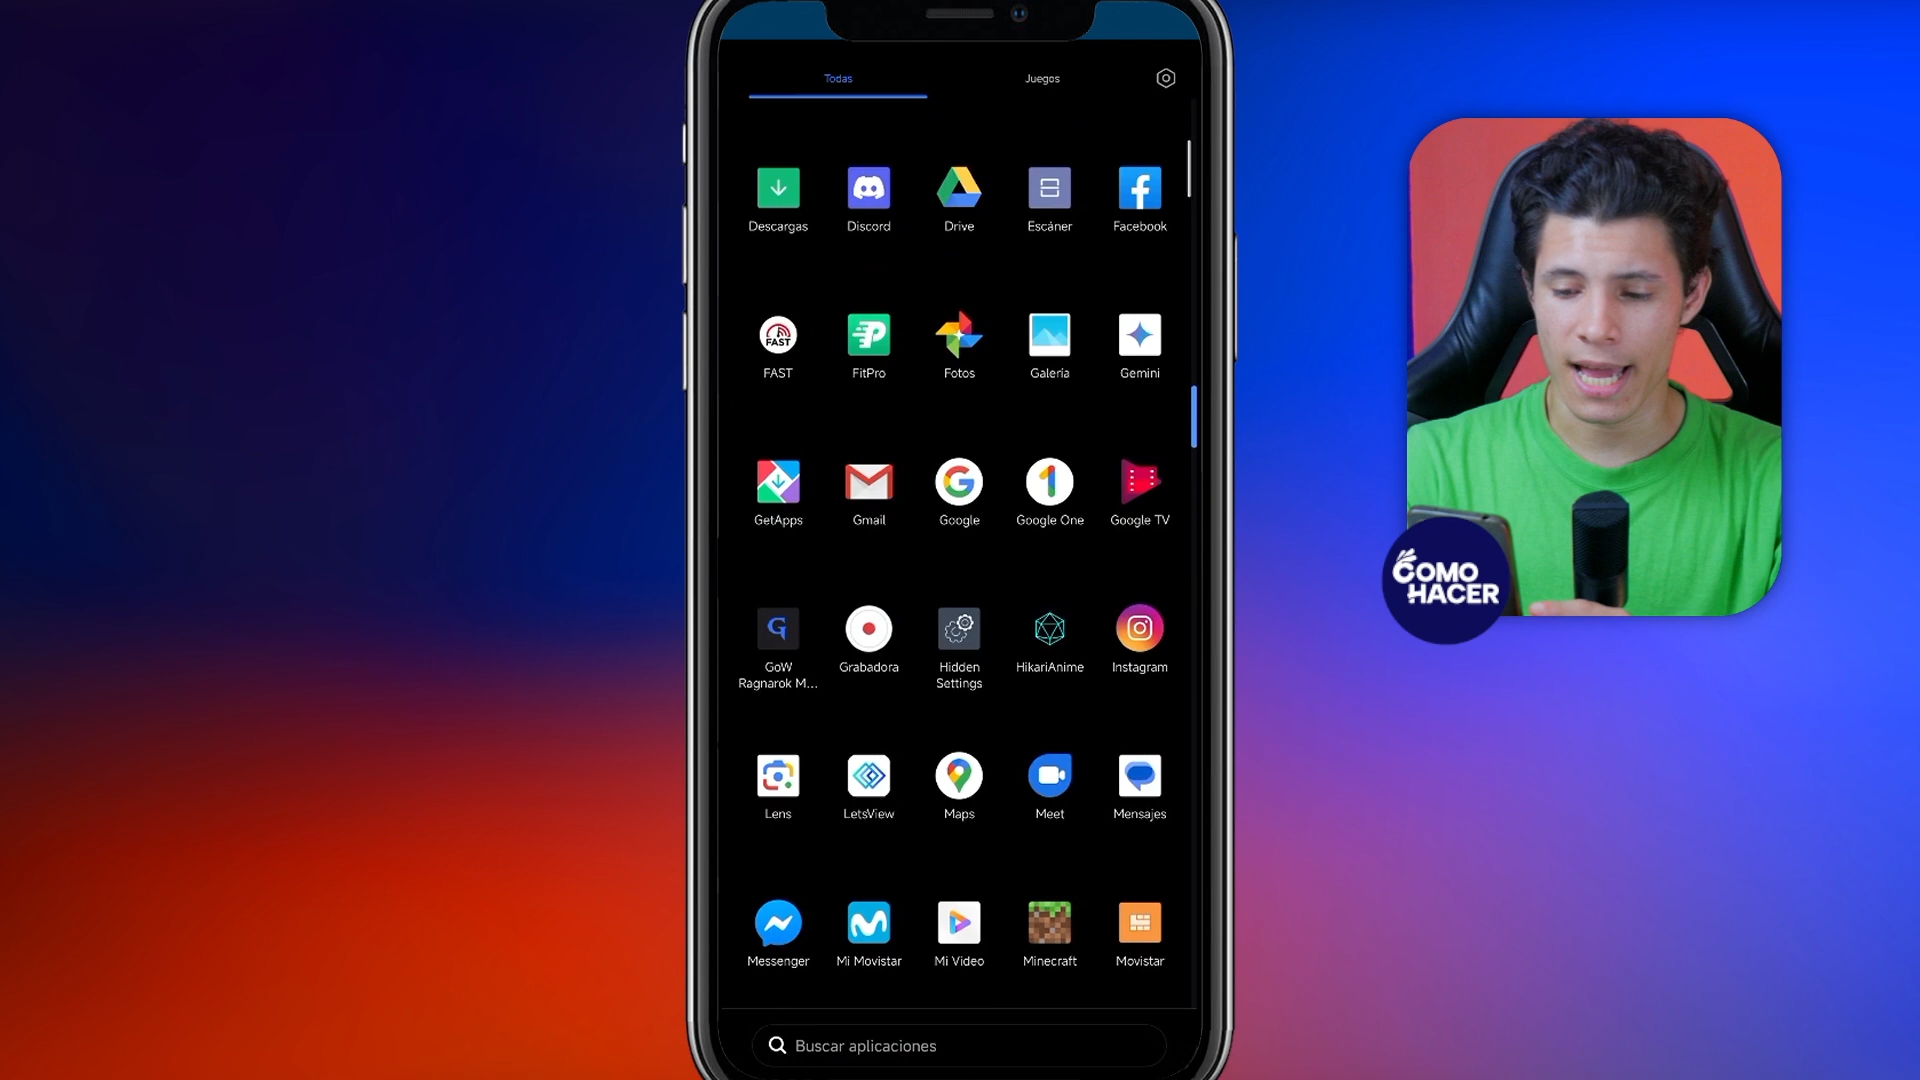 Todas
Juegos
Descargas
Discord
Drive
Escáner
Facebook
FAST
FAST
FitPro
Fotos
Galería
Gemini
GetApps
Gmail
Google
Google One
Google TV
GoW
Ragnarok M...
Grabadora
Hidden
Settings
HikariAnime
Instagram
Lens
LetsView
Maps
Meet
Mensajes
Messenger
Mi Movistar
Mi Video
Minecraft
Movistar
Buscar aplicaciones
COMO
HACER